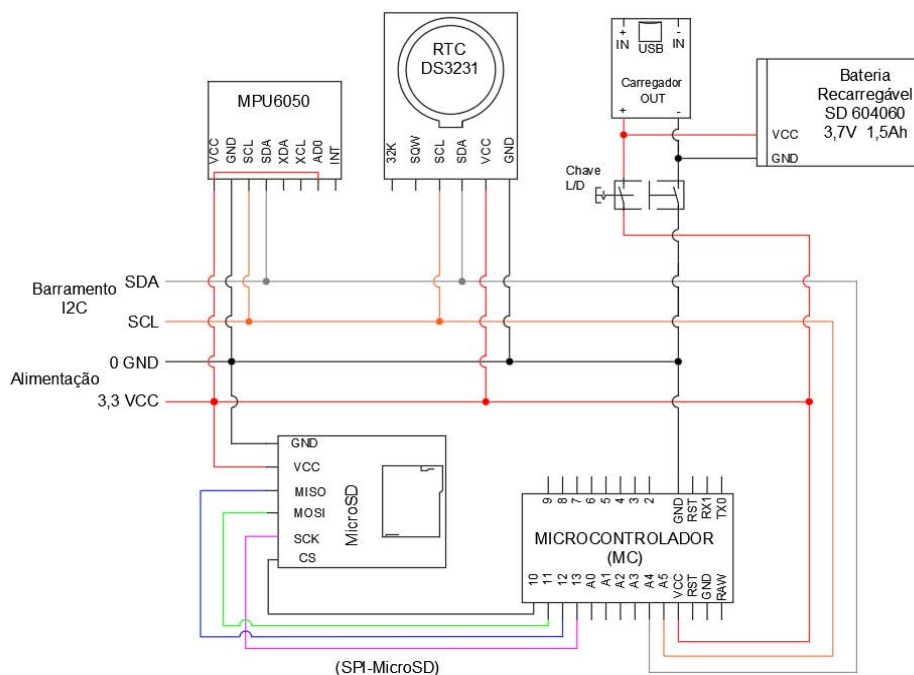 MPU6050
VCC GND SCL SDA XDA XCL AD0 INT
RTC
DS3231
32K SQW SCL SDA VCC GND
+ -
IN IN
USB
Carregador
OUT
+ -
Bateria
Recarregável
SD 604060
3,7V 1,5Ah
VCC
GND
Chave
L/D
Barramento
I2C
SDA
SCL
Alimentação
0 GND
3,3 VCC
GND
VCC
MISO
MOSI
SCK
CS
MicroSD
(SPI-MicroSD)
9 8 7 6 5 4 3 2 GND RST RX1 TX0
MICROCONTROLADOR
(MC)
10 11 12 13 A0 A1 A2 A3 A4 A5 VCC RST GND RAW